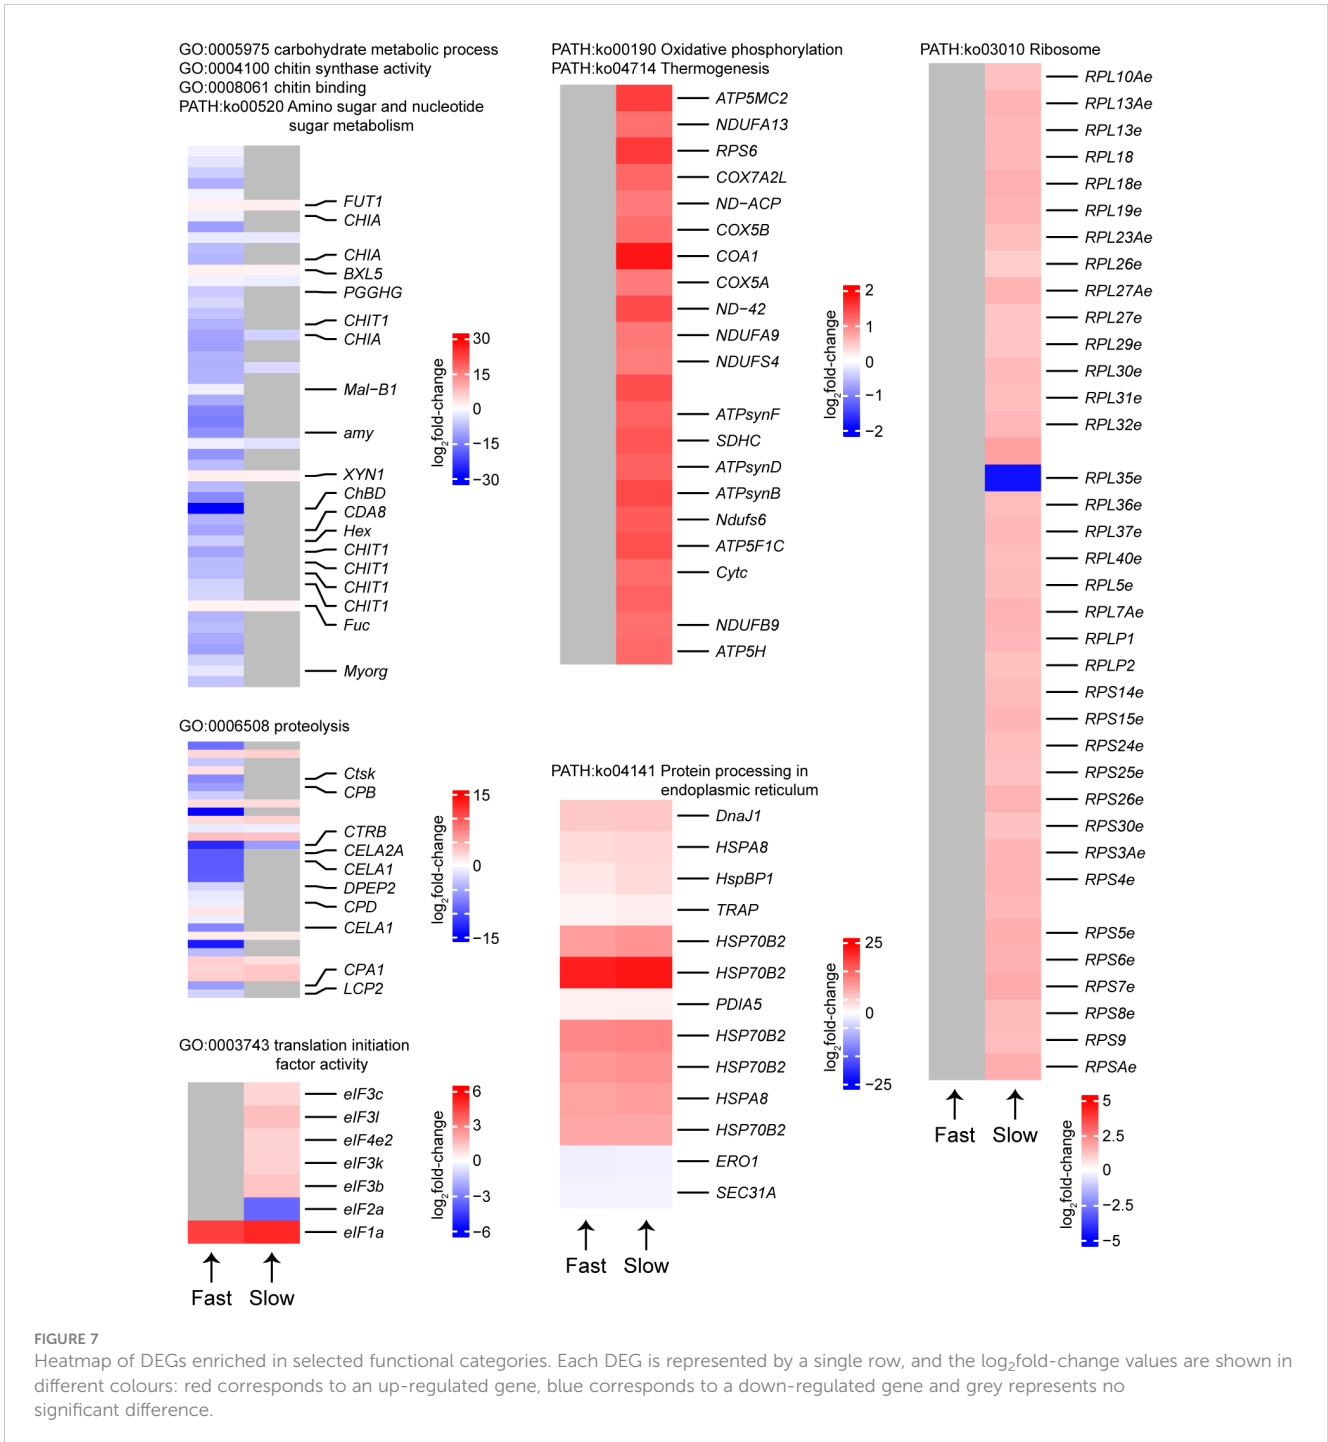 GO:0005975 carbohydrate metabolic process
GO:0004100 chitin synthase activity
GO:0008061 chitin binding
PATH:ko00520 Amino sugar and nucleotide
sugar metabolism
FUT1
CHIA
CHIA
BXL5
PGGHG
CHIT1
CHIA
Mal−B1
amy
XYN1
ChBD
CDA8
Hex
CHIT1
CHIT1
CHIT1
CHIT1
Fuc
Myorg
log₂fold-change
30
15
0
−15
−30
GO:0006508 proteolysis
Ctsk
CPB
CTRB
CELA2A
CELA1
DPEP2
CPD
CELA1
CPA1
LCP2
log₂fold-change
15
0
−15
GO:0003743 translation initiation
factor activity
eIF3c
eIF3l
eIF4e2
eIF3k
eIF3b
eIF2a
eIF1a
log₂fold-change
6
3
0
−3
−6
Fast
Slow
PATH:ko00190 Oxidative phosphorylation
PATH:ko04714 Thermogenesis
ATP5MC2
NDUFA13
RPS6
COX7A2L
ND−ACP
COX5B
COA1
COX5A
ND−42
NDUFA9
NDUFS4
ATPsynF
SDHC
ATPsynD
ATPsynB
Ndufs6
ATP5F1C
Cytc
NDUFB9
ATP5H
log₂fold-change
2
1
0
−1
−2
PATH:ko04141 Protein processing in
endoplasmic reticulum
DnaJ1
HSPA8
HspBP1
TRAP
HSP70B2
HSP70B2
PDIA5
HSP70B2
HSP70B2
HSPA8
HSP70B2
ERO1
SEC31A
log₂fold-change
25
0
−25
Fast
Slow
PATH:ko03010 Ribosome
RPL10Ae
RPL13Ae
RPL13e
RPL18
RPL18e
RPL19e
RPL23Ae
RPL26e
RPL27Ae
RPL27e
RPL29e
RPL30e
RPL31e
RPL32e
RPL35e
RPL36e
RPL37e
RPL40e
RPL5e
RPL7Ae
RPLP1
RPLP2
RPS14e
RPS15e
RPS24e
RPS25e
RPS26e
RPS30e
RPS3Ae
RPS4e
RPS5e
RPS6e
RPS7e
RPS8e
RPS9
RPSAe
Fast
Slow
log₂fold-change
5
2.5
0
−2.5
−5
FIGURE 7
Heatmap of DEGs enriched in selected functional categories. Each DEG is represented by a single row, and the log₂fold-change values are shown in
different colours: red corresponds to an up-regulated gene, blue corresponds to a down-regulated gene and grey represents no
significant difference.